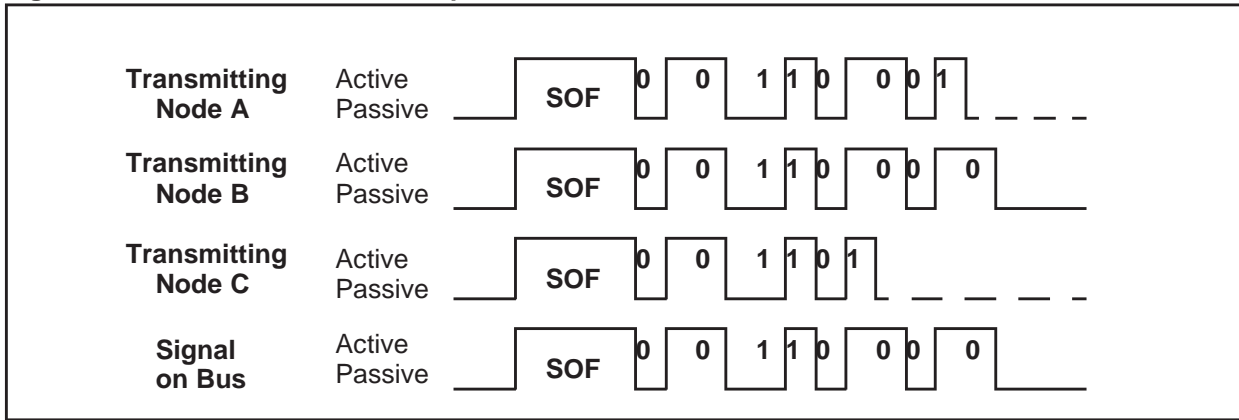 Transmitting Node A Active Passive SOF 0 0 1 1 0 0 0 1
Transmitting Node B Active Passive SOF 0 0 1 1 0 0 0 0
Transmitting Node C Active Passive SOF 0 0 1 1 0 1
Signal on Bus Active Passive SOF 0 0 1 1 0 0 0 0